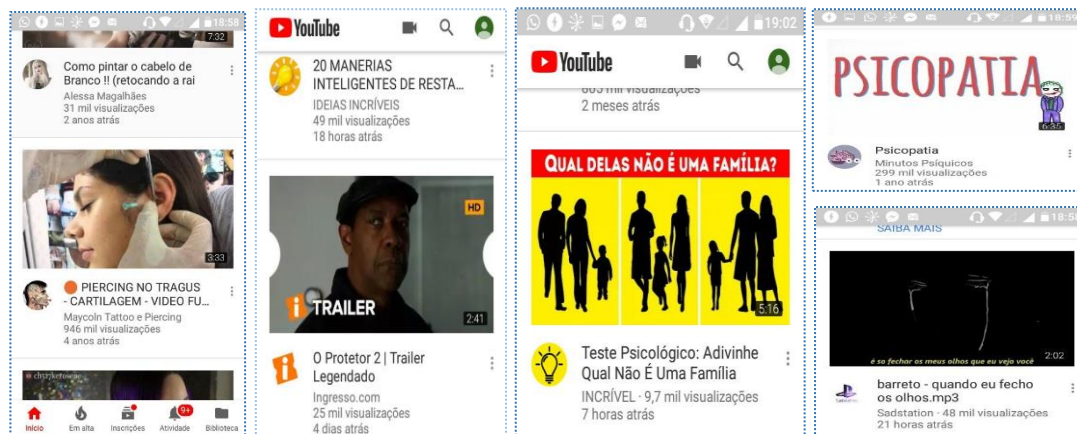 18:58
7:32
Como pintar o cabelo de
Branco !! (retocando a rai
Alessa Magalhães
31 mil visualizações
2 anos atrás
3:33
PIERCING NO TRAGUS
- CARTILAGEM - VIDEO FU...
Maycoln Tattoo e Piercing
946 mil visualizações
4 anos atrás
9+
Início
Em alta
Inscrições
Atividade
Biblioteca
YouTube
20 MANERIAS
INTELIGENTES DE RESTA...
IDEIAS INCRÍVEIS
49 mil visualizações
18 horas atrás
HD
i TRAILER
2:41
O Protetor 2 | Trailer
Legendado
Ingresso.com
25 mil visualizações
4 dias atrás
19:02
YouTube
visualizações
2 meses atrás
QUAL DELAS NÃO É UMA FAMÍLIA?
5:16
Teste Psicológico: Adivinhe
Qual Não É Uma Família
INCRÍVEL · 9,7 mil visualizações
7 horas atrás
18:59
PSICOPATIA
6:35
Psicopatia
Minutos Psíquicos
299 mil visualizações
1 ano atrás
18:58
SAIBA MAIS
é so fechar os meus olhos que eu vejo você
2:02
barreto - quando eu fecho
os olhos.mp3
Sadstation · 48 mil visualizações
21 horas atrás